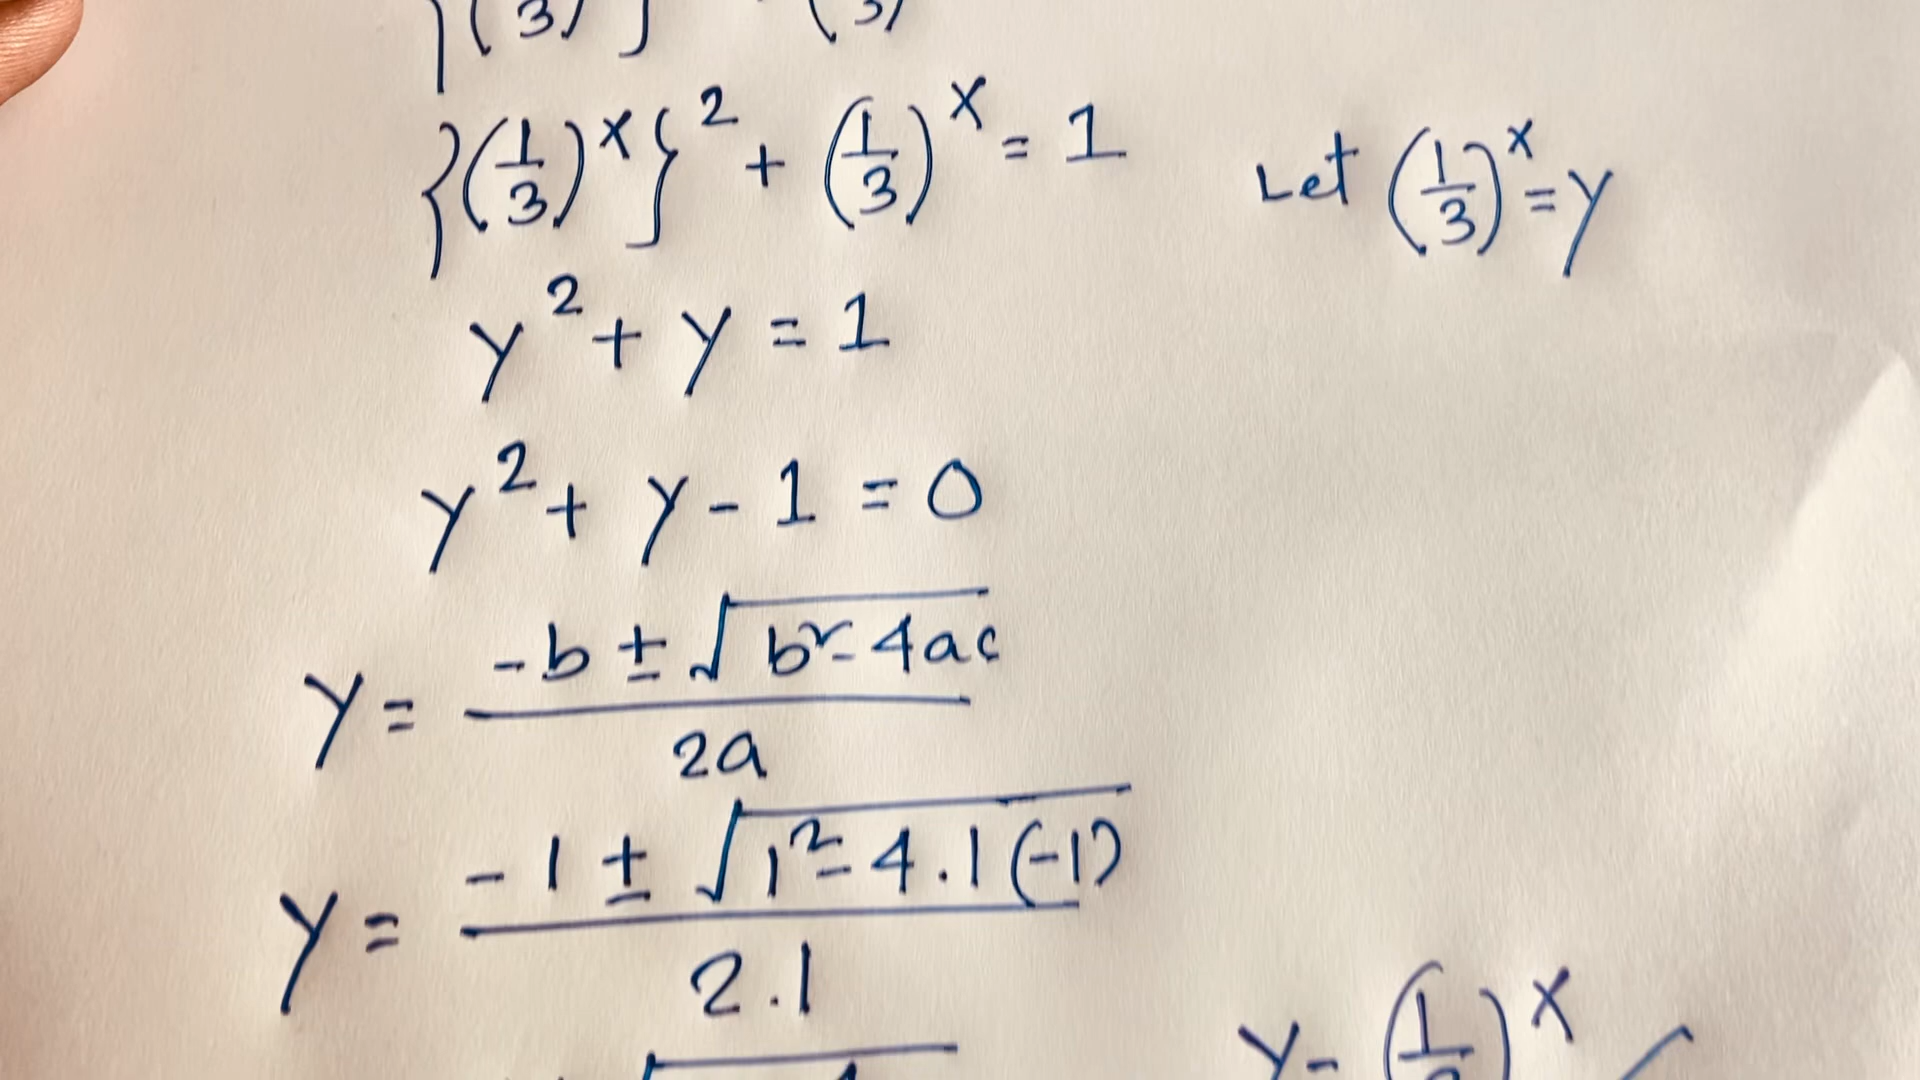 {(1/3)^x}^2 + (1/3)^x = 1
Let (1/3)^x = y
y^2 + y = 1
y^2 + y - 1 = 0
y = (-b ± √(b^2 - 4ac)) / 2a
y = (-1 ± √(1^2 - 4.1(-1))) / 2.1